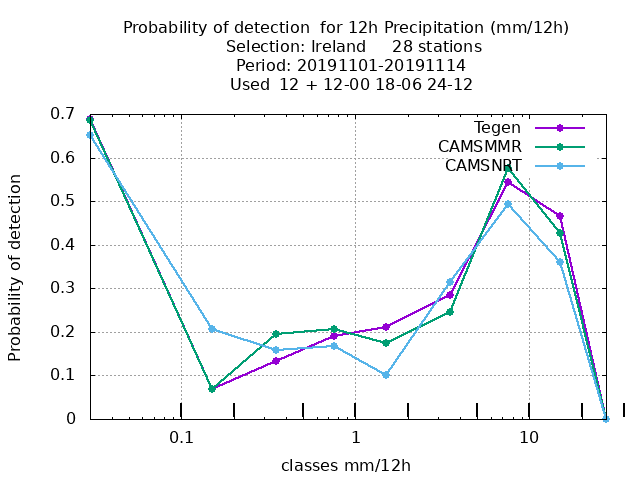 Probability of detection  for 12h Precipitation (mm/12h)
Selection: Ireland     28 stations
Period: 20191101-20191114
Used  12 + 12-00 18-06 24-12
Tegen
CAMSMMR
CAMSNRT
Probability of detection
0.7
0.6
0.5
0.4
0.3
0.2
0.1
0
0.1 1 10
classes mm/12h